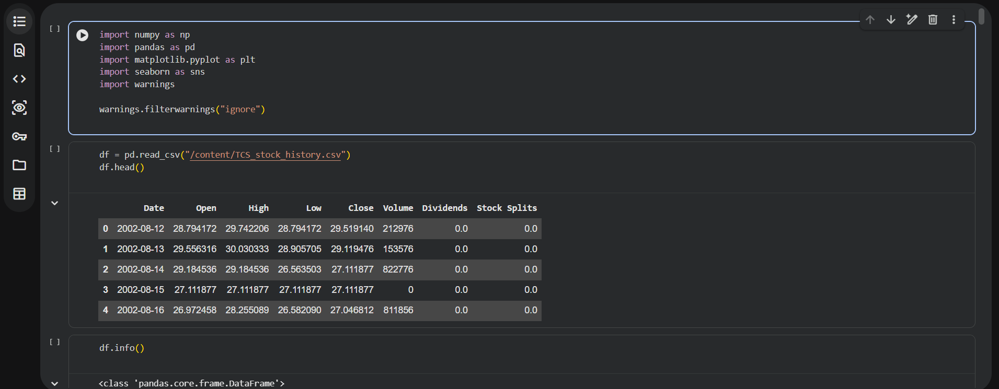 [ ]
import numpy as np
import pandas as pd
import matplotlib.pyplot as plt
import seaborn as sns
import warnings
warnings.filterwarnings("ignore")
[ ]
df = pd.read_csv("/content/TCS_stock_history.csv")
df.head()
Date Open High Low Close Volume Dividends Stock Splits
0 2002-08-12 28.794172 29.742206 28.794172 29.519140 212976 0.0 0.0
1 2002-08-13 29.556316 30.030333 28.905705 29.119476 153576 0.0 0.0
2 2002-08-14 29.184536 29.184536 26.563503 27.111877 822776 0.0 0.0
3 2002-08-15 27.111877 27.111877 27.111877 27.111877 0 0.0 0.0
4 2002-08-16 26.972458 28.255089 26.582090 27.046812 811856 0.0 0.0
[ ]
df.info()
<class 'pandas.core.frame.DataFrame'>